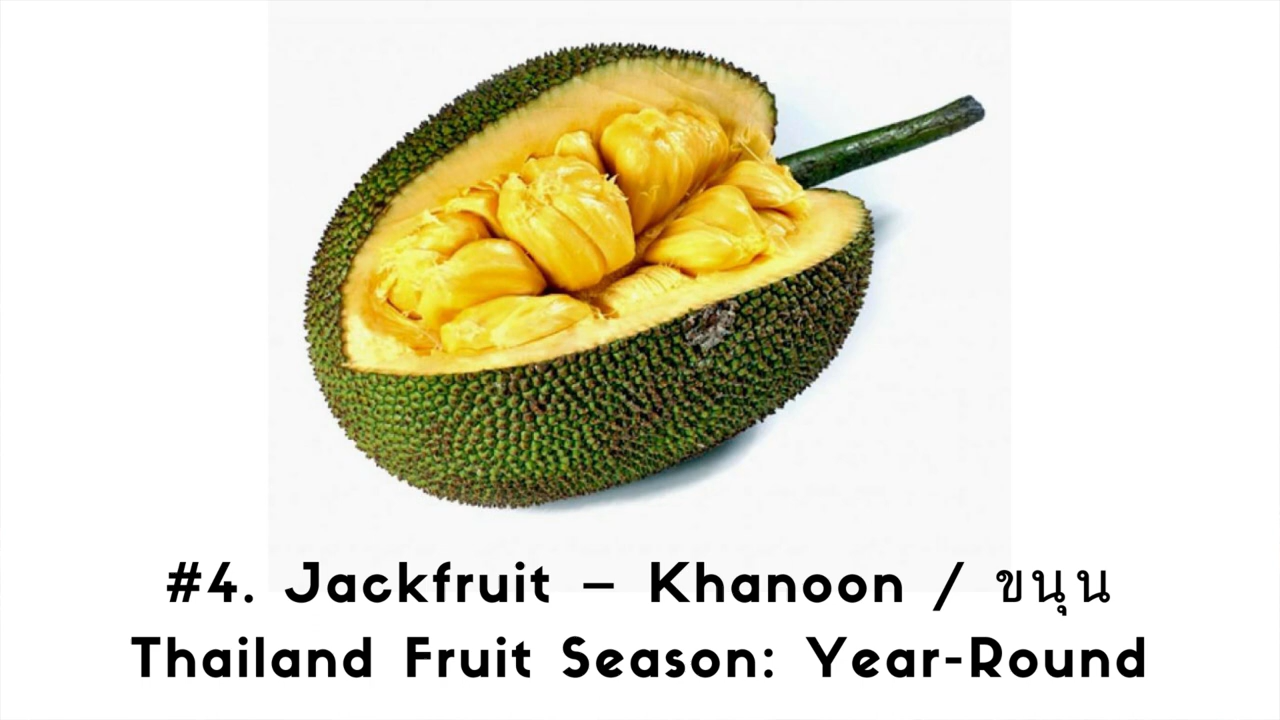 #4. Jackfruit – Khanoon / ขนุน
Thailand Fruit Season: Year-Round